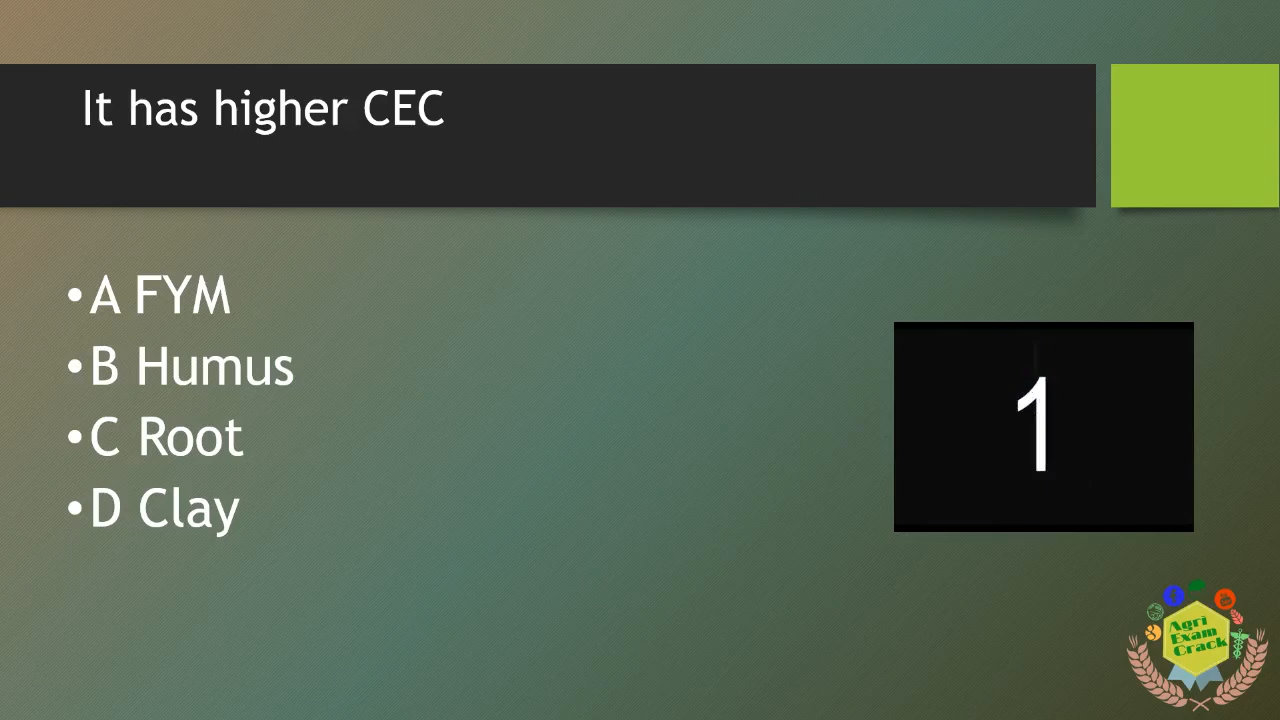 It has higher CEC
•A FYM
•B Humus
•C Root
•D Clay
1
Agri
Exam
Crack